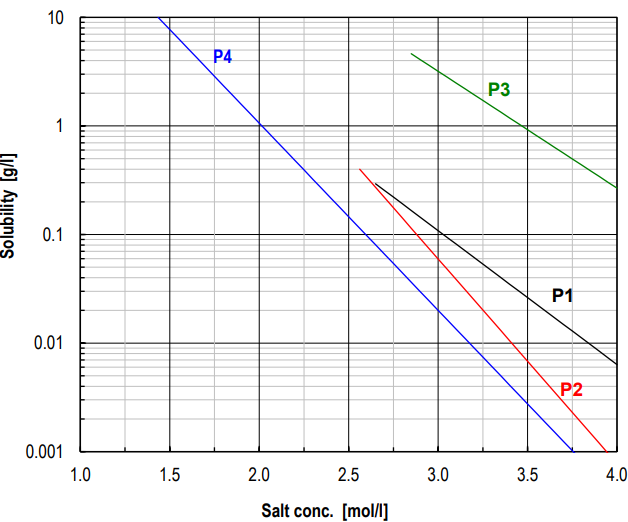 10
P4
P3
1
Solubility [g/l]
0.1
P1
0.01
P2
0.001
1.0 1.5 2.0 2.5 3.0 3.5 4.0
Salt conc. [mol/l]